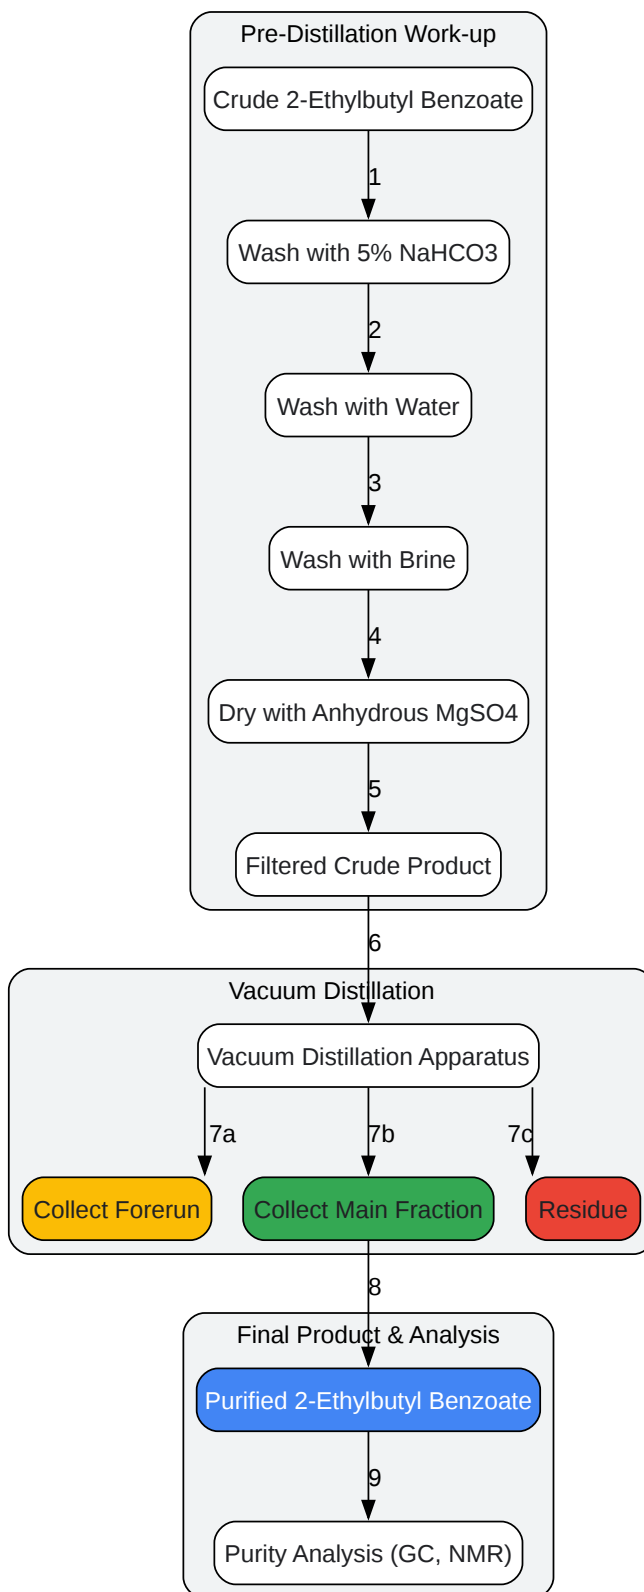 Pre-Distillation Work-up
Crude 2-Ethylbutyl Benzoate
1
Wash with 5% NaHCO3
2
Wash with Water
3
Wash with Brine
4
Dry with Anhydrous MgSO4
5
Filtered Crude Product
6
Vacuum Distillation
Vacuum Distillation Apparatus
7a 7b 7c
Collect Forerun Collect Main Fraction Residue
8
Final Product & Analysis
Purified 2-Ethylbutyl Benzoate
9
Purity Analysis (GC, NMR)